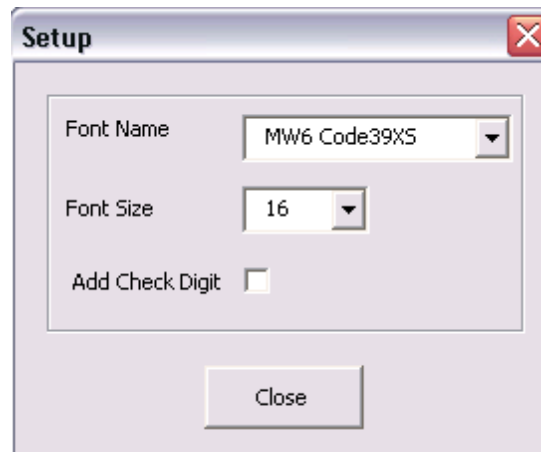 Setup
Font Name MW6 Code39XS
Font Size 16
Add Check Digit
Close